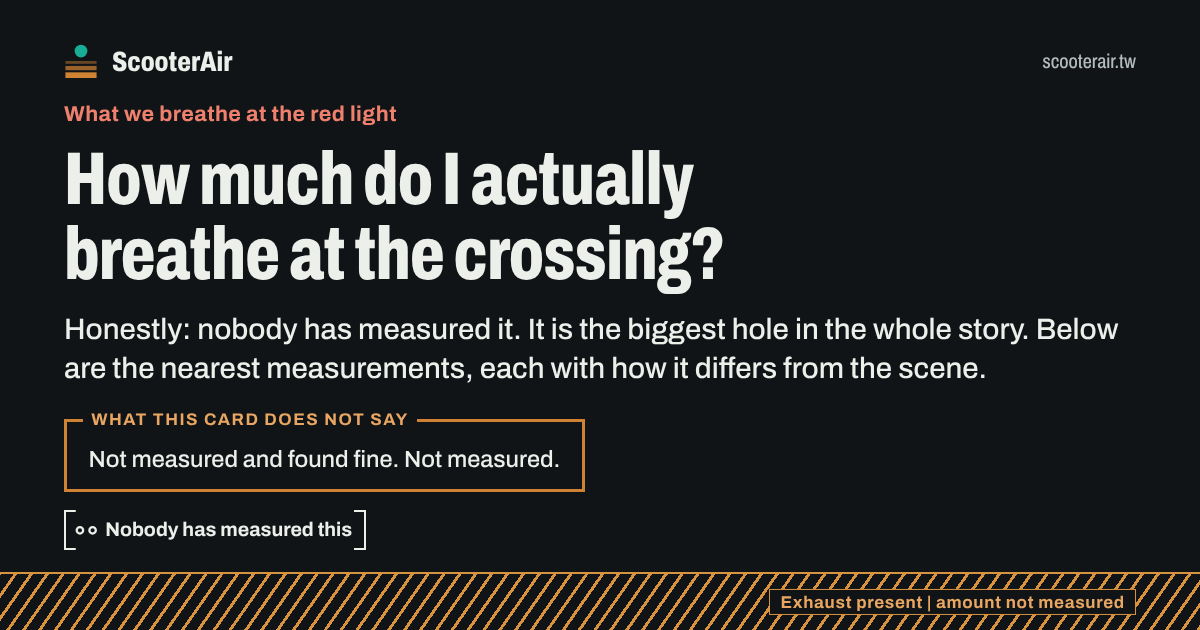 ScooterAir
scooterair.tw
What we breathe at the red light
How much do I actually
breathe at the crossing?
Honestly: nobody has measured it. It is the biggest hole in the whole story. Below
are the nearest measurements, each with how it differs from the scene.
WHAT THIS CARD DOES NOT SAY
Not measured and found fine. Not measured.
Nobody has measured this
Exhaust present | amount not measured